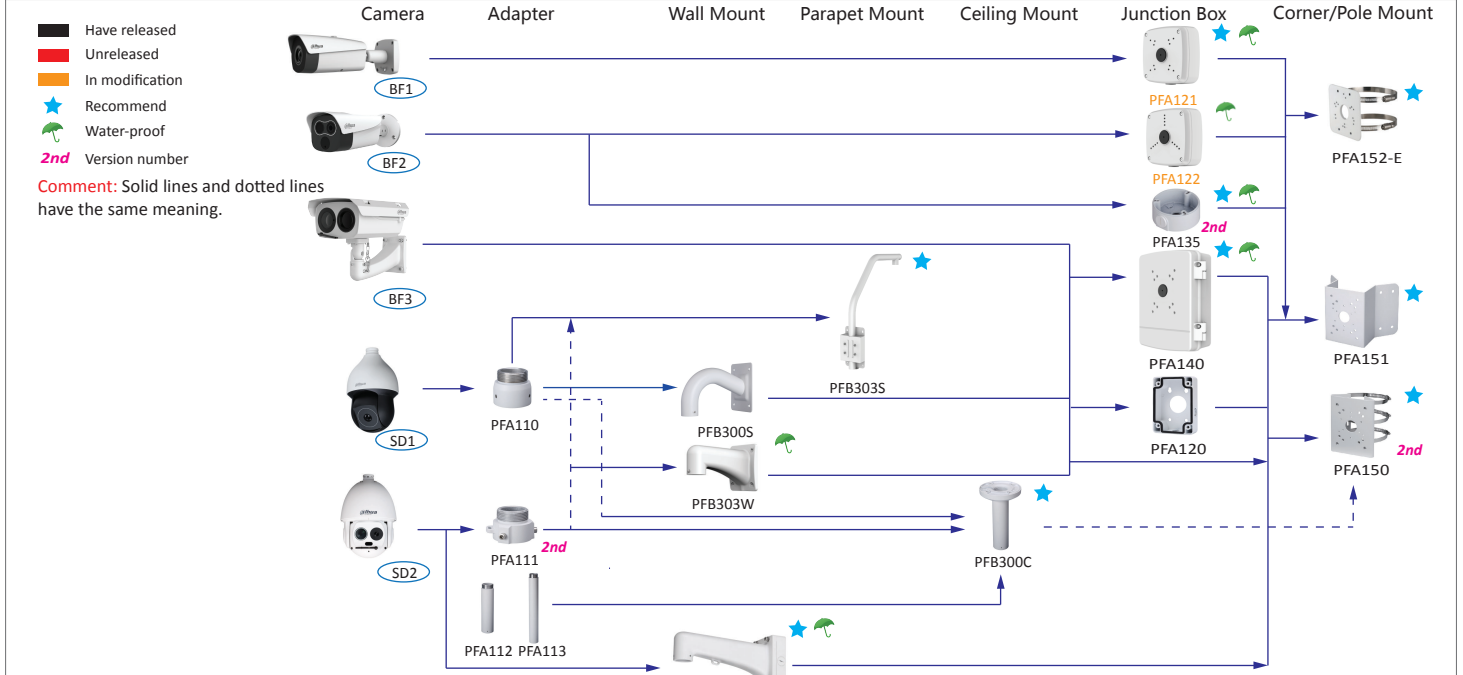 Camera Adapter Wall Mount Parapet Mount Ceiling Mount Junction Box Corner/Pole Mount
Have released
Unreleased
In modification
Recommend
Water-proof
2nd Version number
Comment: Solid lines and dotted lines
have the same meaning.
BF1
PFA121
BF2
PFA152-E
PFA122
2nd
PFA135
BF3
PFA151
PFA140
PFB303S
SD1
PFA110
PFB300S
PFA120
2nd
PFA150
PFB303W
2nd
PFA111
PFB300C
SD2
PFA112 PFA113